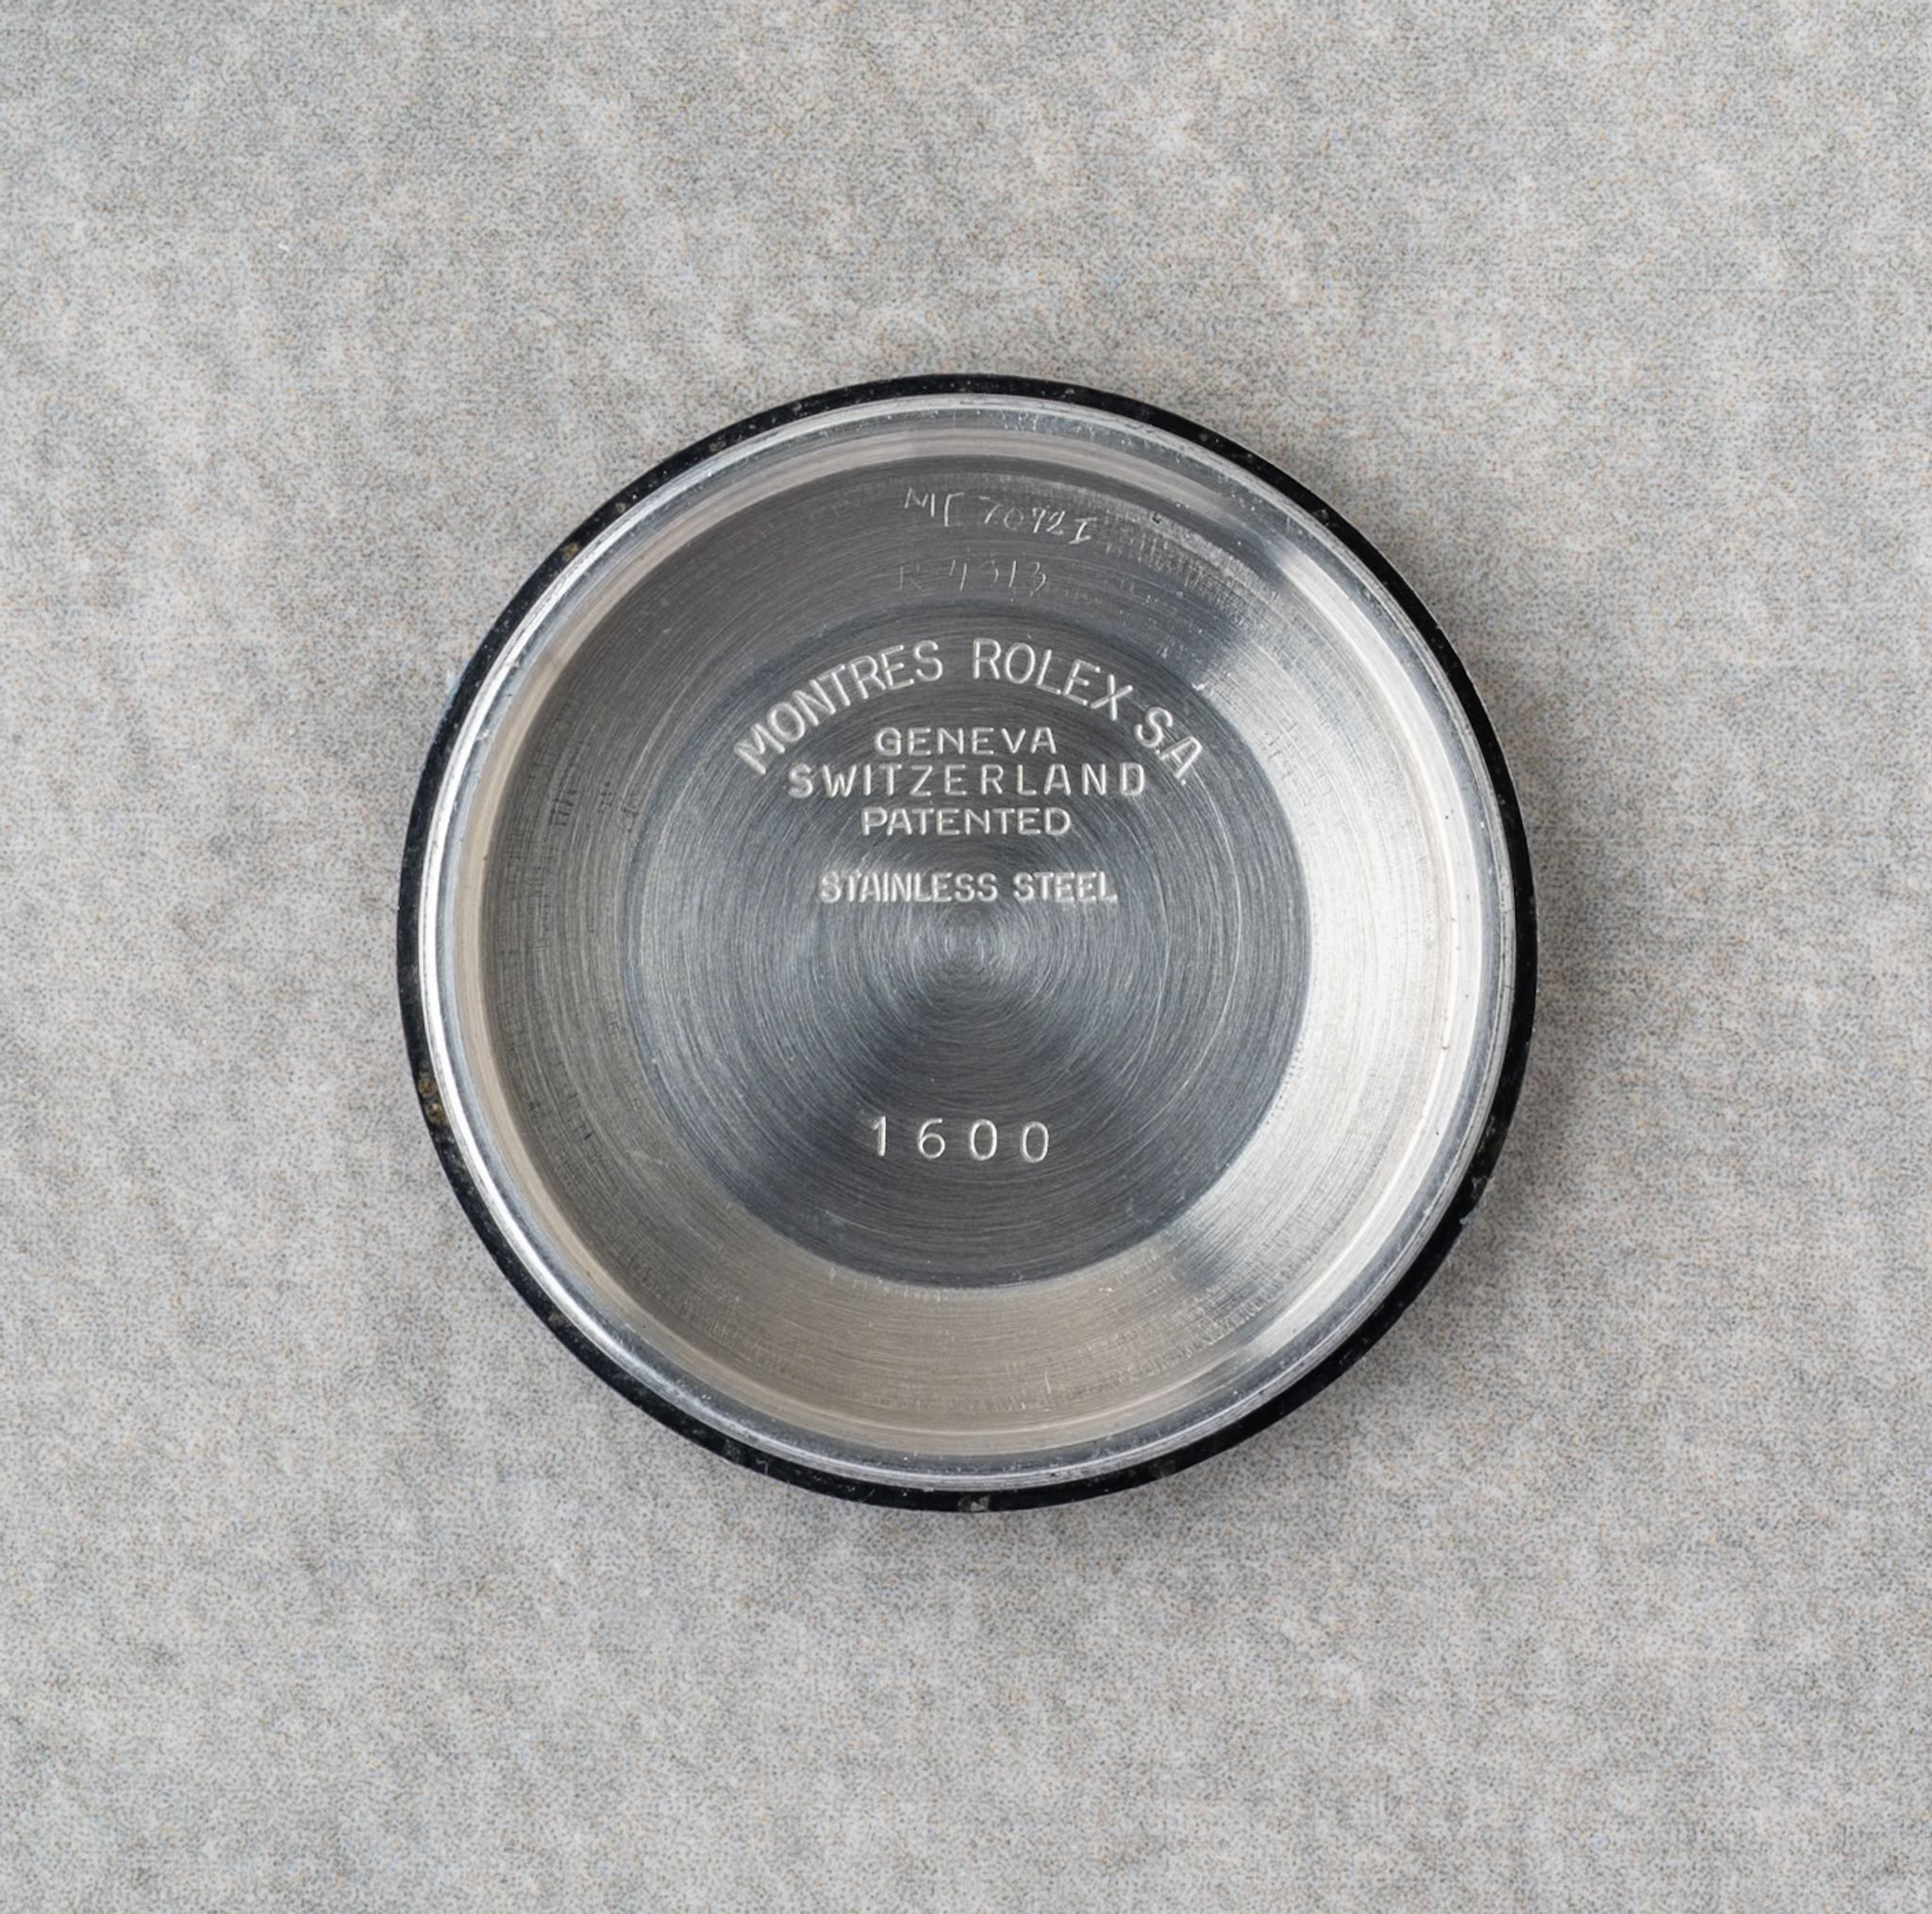 MONTRES ROLEX S.A
GENEVA
SWITZERLAND
PATENTED
STAINLESS STEEL
1600